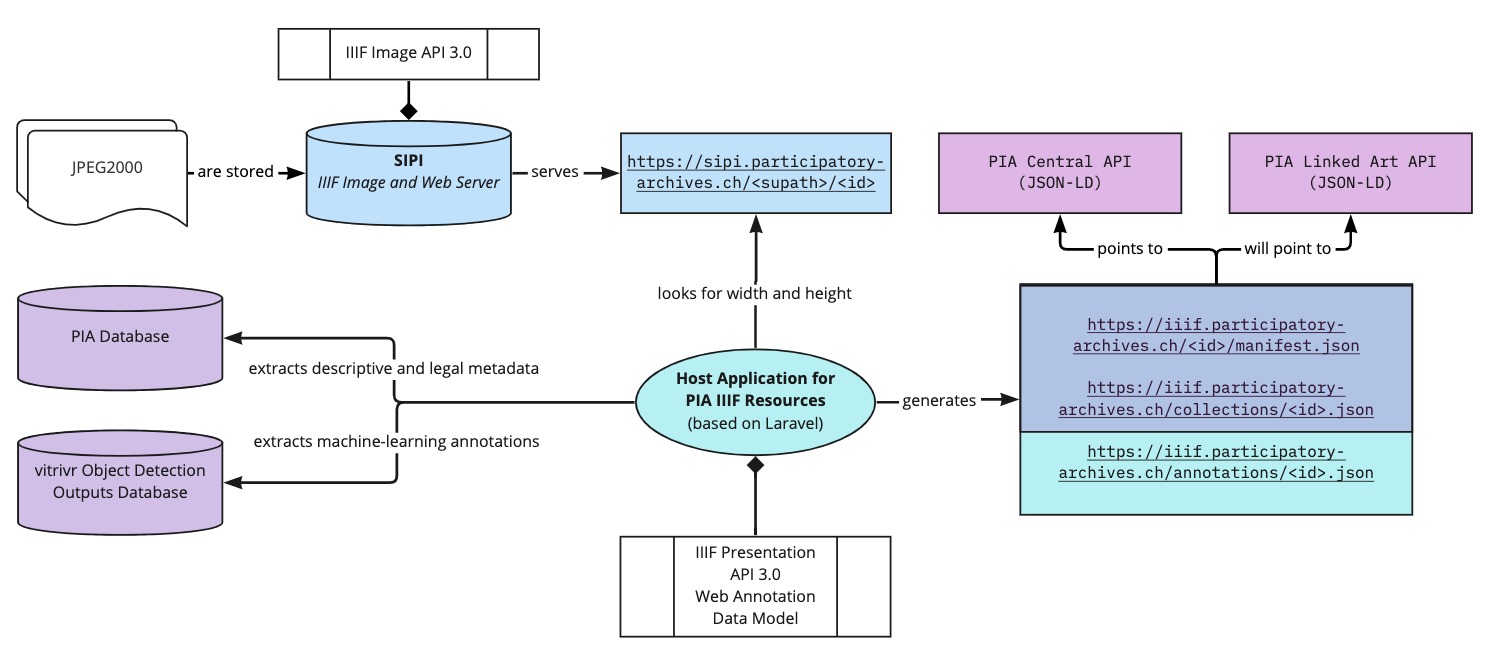 IIIF Image API 3.0
JPEG2000
are stored
SIPI
IIIF Image and Web Server
serves
https://sipi.participatory-
archives.ch/<supath>/<id>
PIA Central API
(JSON-LD)
PIA Linked Art API
(JSON-LD)
points to
will point to
looks for width and height
PIA Database
extracts descriptive and legal metadata
extracts machine-learning annotations
vitrivr Object Detection
Outputs Database
Host Application for
PIA IIIF Resources
(based on Laravel)
generates
https://iiif.participatory-
archives.ch/<id>/manifest.json
https://iiif.participatory-
archives.ch/collections/<id>.json
https://iiif.participatory-
archives.ch/annotations/<id>.json
IIIF Presentation
API 3.0
Web Annotation
Data Model